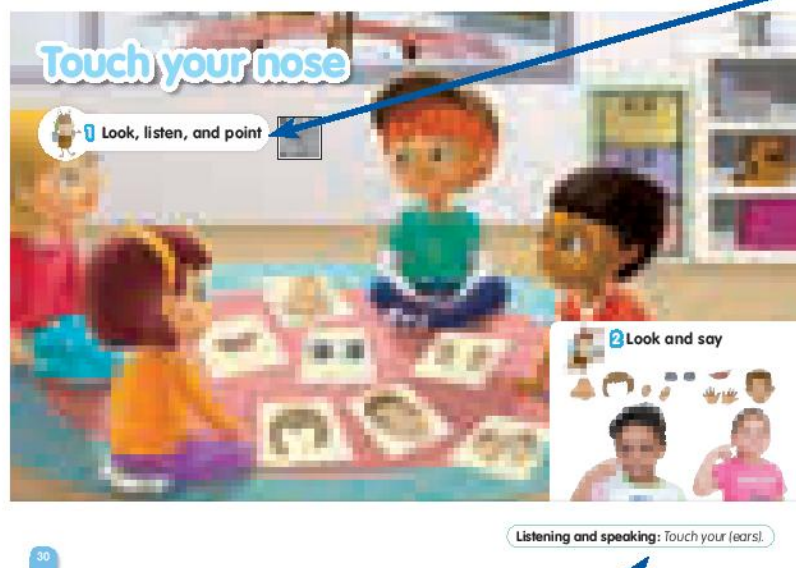 Touch your nose
1 Look, listen, and point
2 Look and say
Listening and speaking: Touch your (ears).
30